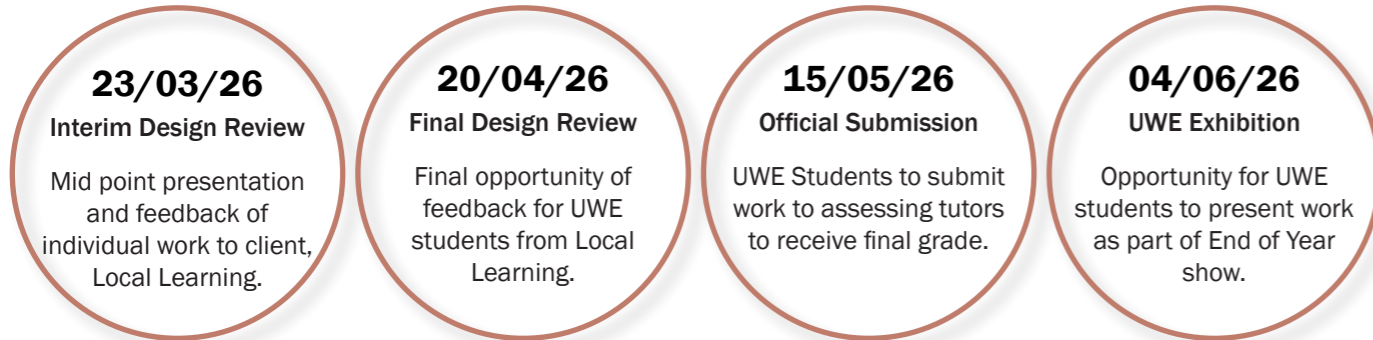 23/03/26
Interim Design Review
Mid point presentation
and feedback of
individual work to client,
Local Learning.
20/04/26
Final Design Review
Final opportunity of
feedback for UWE
students from Local
Learning.
15/05/26
Official Submission
UWE Students to submit
work to assessing tutors
to receive final grade.
04/06/26
UWE Exhibition
Opportunity for UWE
students to present work
as part of End of Year
show.